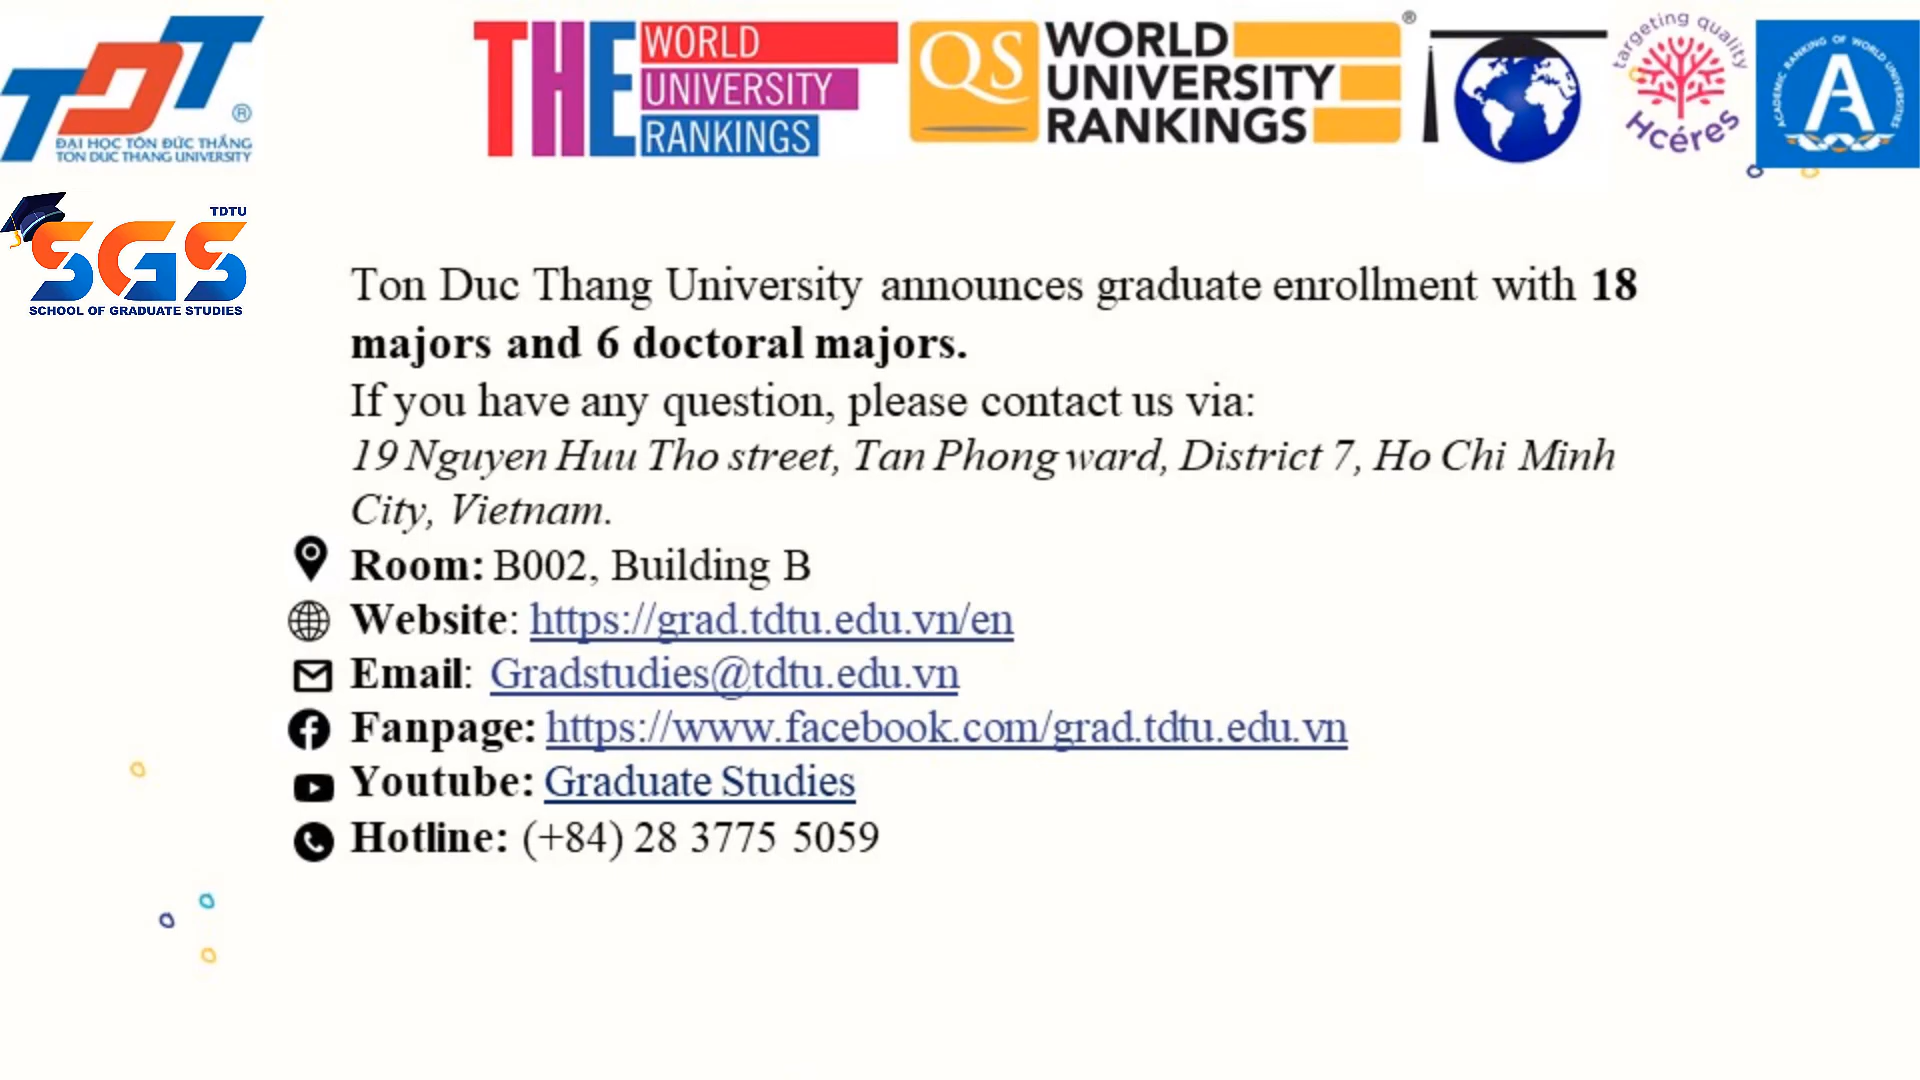 TDT ®
ĐẠI HỌC TÔN ĐỨC THẮNG
TON DUC THANG UNIVERSITY
THE WORLD
UNIVERSITY
RANKINGS
QS WORLD ®
UNIVERSITY
RANKINGS
targeting quality
Hcéres
ACADEMIC RANKING OF WORLD UNIVERSITIES
TDTU
SGS
SCHOOL OF GRADUATE STUDIES
Ton Duc Thang University announces graduate enrollment with 18
majors and 6 doctoral majors.
If you have any question, please contact us via:
19 Nguyen Huu Tho street, Tan Phong ward, District 7, Ho Chi Minh
City, Vietnam.
Room: B002, Building B
Website: https://grad.tdtu.edu.vn/en
Email: Gradstudies@tdtu.edu.vn
Fanpage: https://www.facebook.com/grad.tdtu.edu.vn
Youtube: Graduate Studies
Hotline: (+84) 28 3775 5059